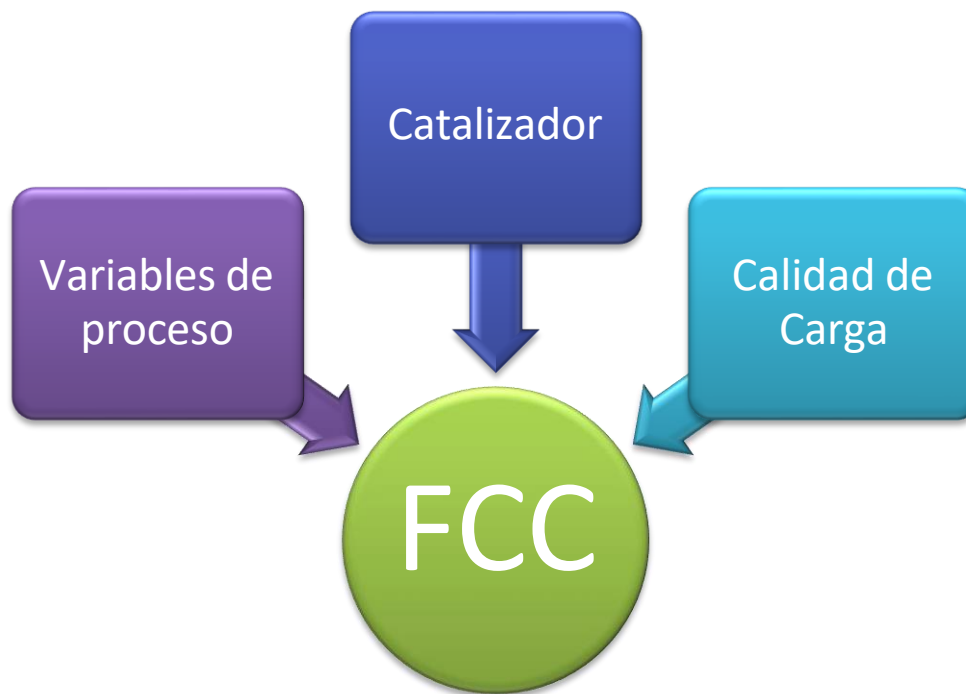 Catalizador
Variables de
proceso
Calidad de
Carga
FCC